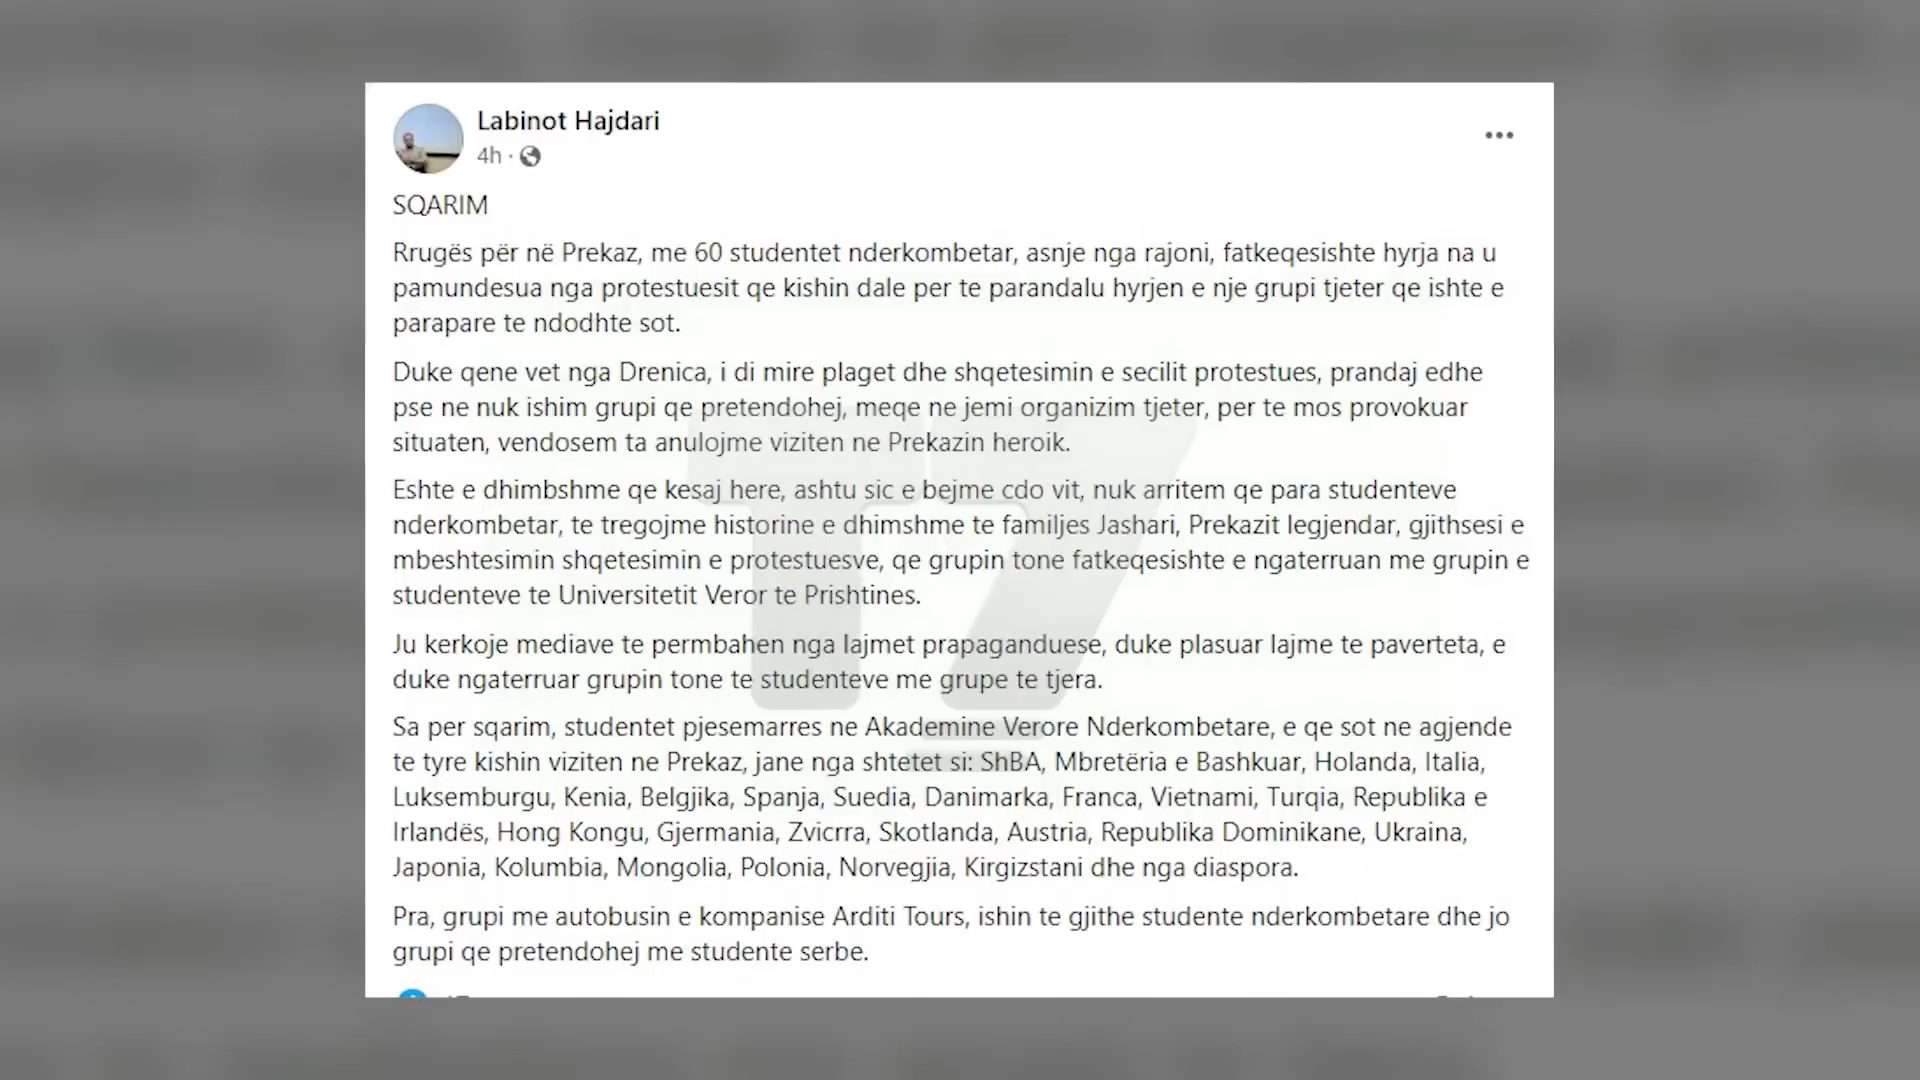 Labinot Hajdari
4h ·
SQARIM
Rrugës për në Prekaz, me 60 studentet nderkombetar, asnje nga rajoni, fatkeqesishte hyrja na u
pamundesua nga protestuesit qe kishin dale per te parandalu hyrjen e nje grupi tjeter qe ishte e
parapare te ndodhte sot.
Duke qene vet nga Drenica, i di mire plaget dhe shqetesimin e secilit protestues, prandaj edhe
pse ne nuk ishim grupi qe pretendohej, meqe ne jemi organizim tjeter, per te mos provokuar
situaten, vendosem ta anulojme viziten ne Prekazin heroik.
Eshte e dhimbshme qe kesaj here, ashtu sic e bejme cdo vit, nuk arritem qe para studenteve
nderkombetar, te tregojme historine e dhimshme te familjes Jashari, Prekazit legjendar, gjithsesi e
mbeshtesimin shqetesimin e protestuesve, qe grupin tone fatkeqesishte e ngaterruan me grupin e
studenteve te Universitetit Veror te Prishtines.
Ju kerkoje mediave te permbahen nga lajmet prapaganduese, duke plasuar lajme te paverteta, e
duke ngaterruar grupin tone te studenteve me grupe te tjera.
Sa per sqarim, studentet pjesemarres ne Akademine Verore Nderkombetare, e qe sot ne agjende
te tyre kishin viziten ne Prekaz, jane nga shtetet si: ShBA, Mbretëria e Bashkuar, Holanda, Italia,
Luksemburgu, Kenia, Belgjika, Spanja, Suedia, Danimarka, Franca, Vietnami, Turqia, Republika e
Irlandës, Hong Kongu, Gjermania, Zvicrra, Skotlanda, Austria, Republika Dominikane, Ukraina,
Japonia, Kolumbia, Mongolia, Polonia, Norvegjia, Kirgizstani dhe nga diaspora.
Pra, grupi me autobusin e kompanise Arditi Tours, ishin te gjithe studente nderkombetare dhe jo
grupi qe pretendohej me studente serbe.
T7